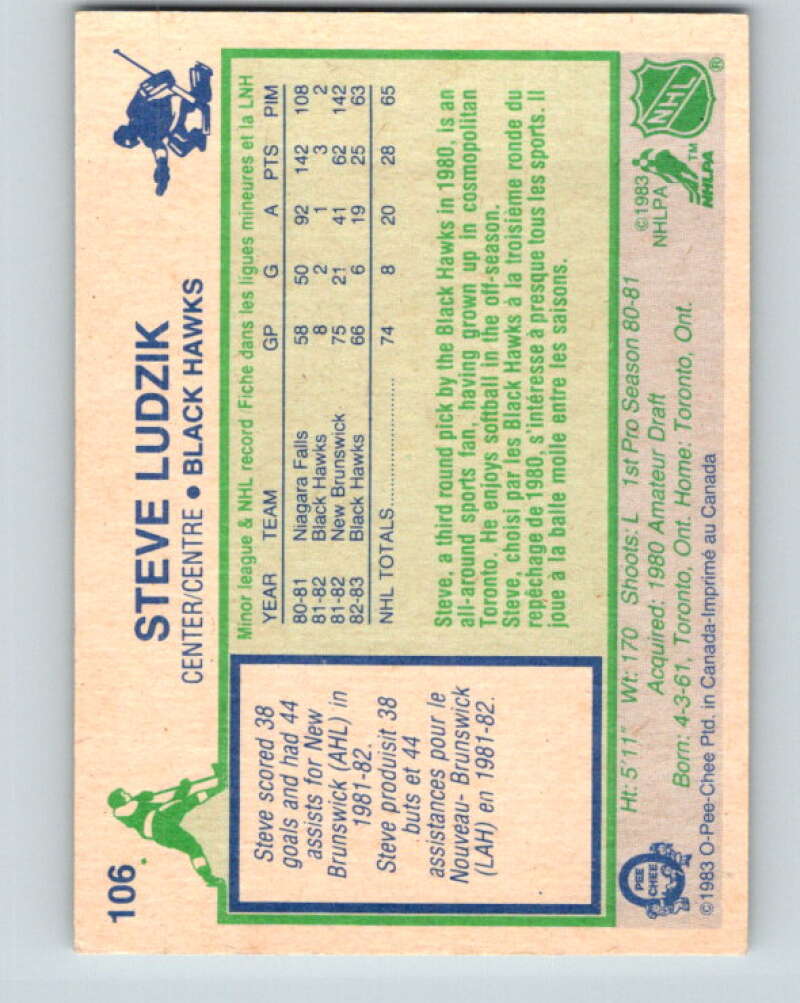 106
STEVE LUDZIK
CENTER/CENTRE • BLACK HAWKS
Steve scored 38
goals and had 44
assists for New
Brunswick (AHL) in
1981-82.
Steve produisit 38
buts et 44
assistances pour le
Nouveau- Brunswick
(LAH) en 1981-82.
Minor league & NHL record Fiche dans les ligues mineures et la LNH
YEAR TEAM GP G A PTS PIM
80-81 Niagara Falls 58 50 92 142 108
81-82 Black Hawks 8 2 1 3 2
81-82 New Brunswick 75 21 41 62 142
82-83 Black Hawks 66 6 19 25 63
NHL TOTALS.................... 74 8 20 28 65
Steve, a third round pick by the Black Hawks in 1980, is an
all-around sports fan, having grown up in cosmopolitan
Toronto. He enjoys softball in the off-season.
Steve, choisi par les Black Hawks à la troisième ronde du
repêchage de 1980, s'intéresse à presque tous les sports. Il
joue à la balle molle entre les saisons.
Ht: 5'11" Wt: 170 Shoots: L 1st Pro Season 80-81
Acquired: 1980 Amateur Draft
Born: 4-3-61, Toronto, Ont. Home: Toronto, Ont.
©1983 O-Pee-Chee Ptd. in Canada-Imprimé au Canada
O PEE CHEE
©1983
NHLPA
NHL ®
TM
NHLPA